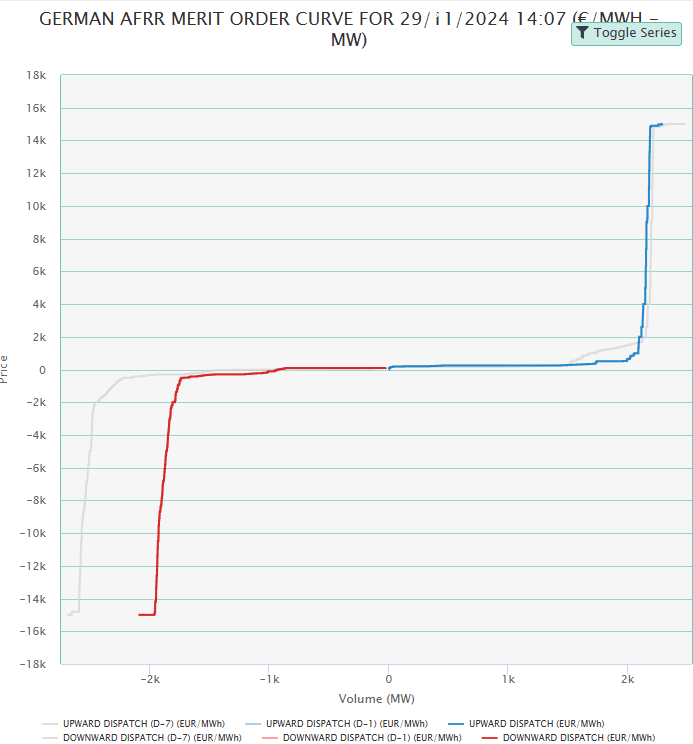 GERMAN AFRR MERIT ORDER CURVE FOR 29/11/2024 14:07 (€/MWH -
MW)
Toggle Series
18k
16k
14k
12k
10k
8k
6k
4k
2k
0
-2k
-4k
-6k
-8k
-10k
-12k
-14k
-16k
-18k
Price
-2k -1k 0 1k 2k
Volume (MW)
UPWARD DISPATCH (D-7) (EUR/MWh) UPWARD DISPATCH (D-1) (EUR/MWh) UPWARD DISPATCH (EUR/MWh)
DOWNWARD DISPATCH (D-7) (EUR/MWh) DOWNWARD DISPATCH (D-1) (EUR/MWh) DOWNWARD DISPATCH (EUR/MWh)